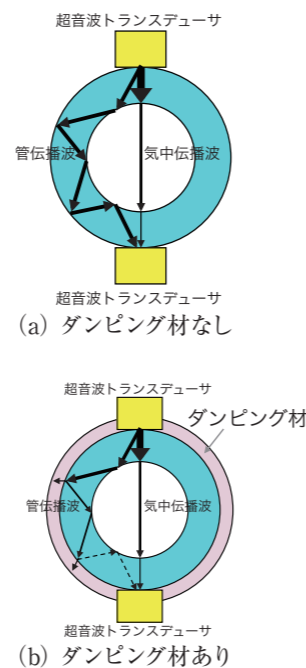 超音波トランスデューサ
管伝播波
気中伝播波
超音波トランスデューサ
(a) ダンピング材なし
超音波トランスデューサ
ダンピング材
管伝播波
気中伝播波
超音波トランスデューサ
(b) ダンピング材あり